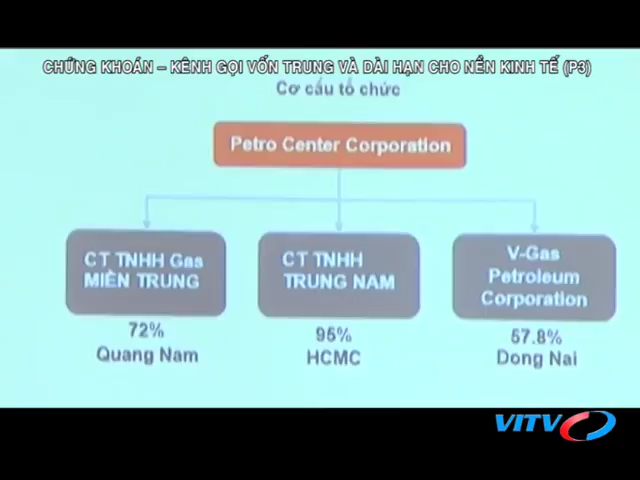 CHỨNG KHOÁN – KÊNH GỌI VỐN TRUNG VÀ DÀI HẠN CHO NỀN KINH TẾ (P3)
Cơ cấu tổ chức
Petro Center Corporation
CT TNHH Gas
MIỀN TRUNG
72%
Quang Nam
CT TNHH
TRUNG NAM
95%
HCMC
V-Gas
Petroleum
Corporation
57.8%
Dong Nai
VITV